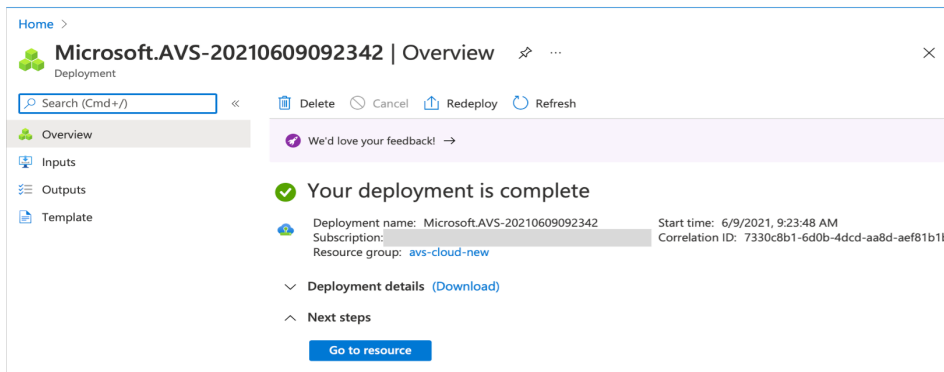 Home >
Microsoft.AVS-20210609092342 | Overview ...
Deployment
Search (Cmd+/) «
Delete Cancel Redeploy Refresh
Overview
We'd love your feedback! →
Inputs
Outputs
Template
Your deployment is complete
Deployment name: Microsoft.AVS-20210609092342 Start time: 6/9/2021, 9:23:48 AM
Subscription: Correlation ID: 7330c8b1-6d0b-4dcd-aa8d-aef81b1
Resource group: avs-cloud-new
Deployment details (Download)
Next steps
Go to resource